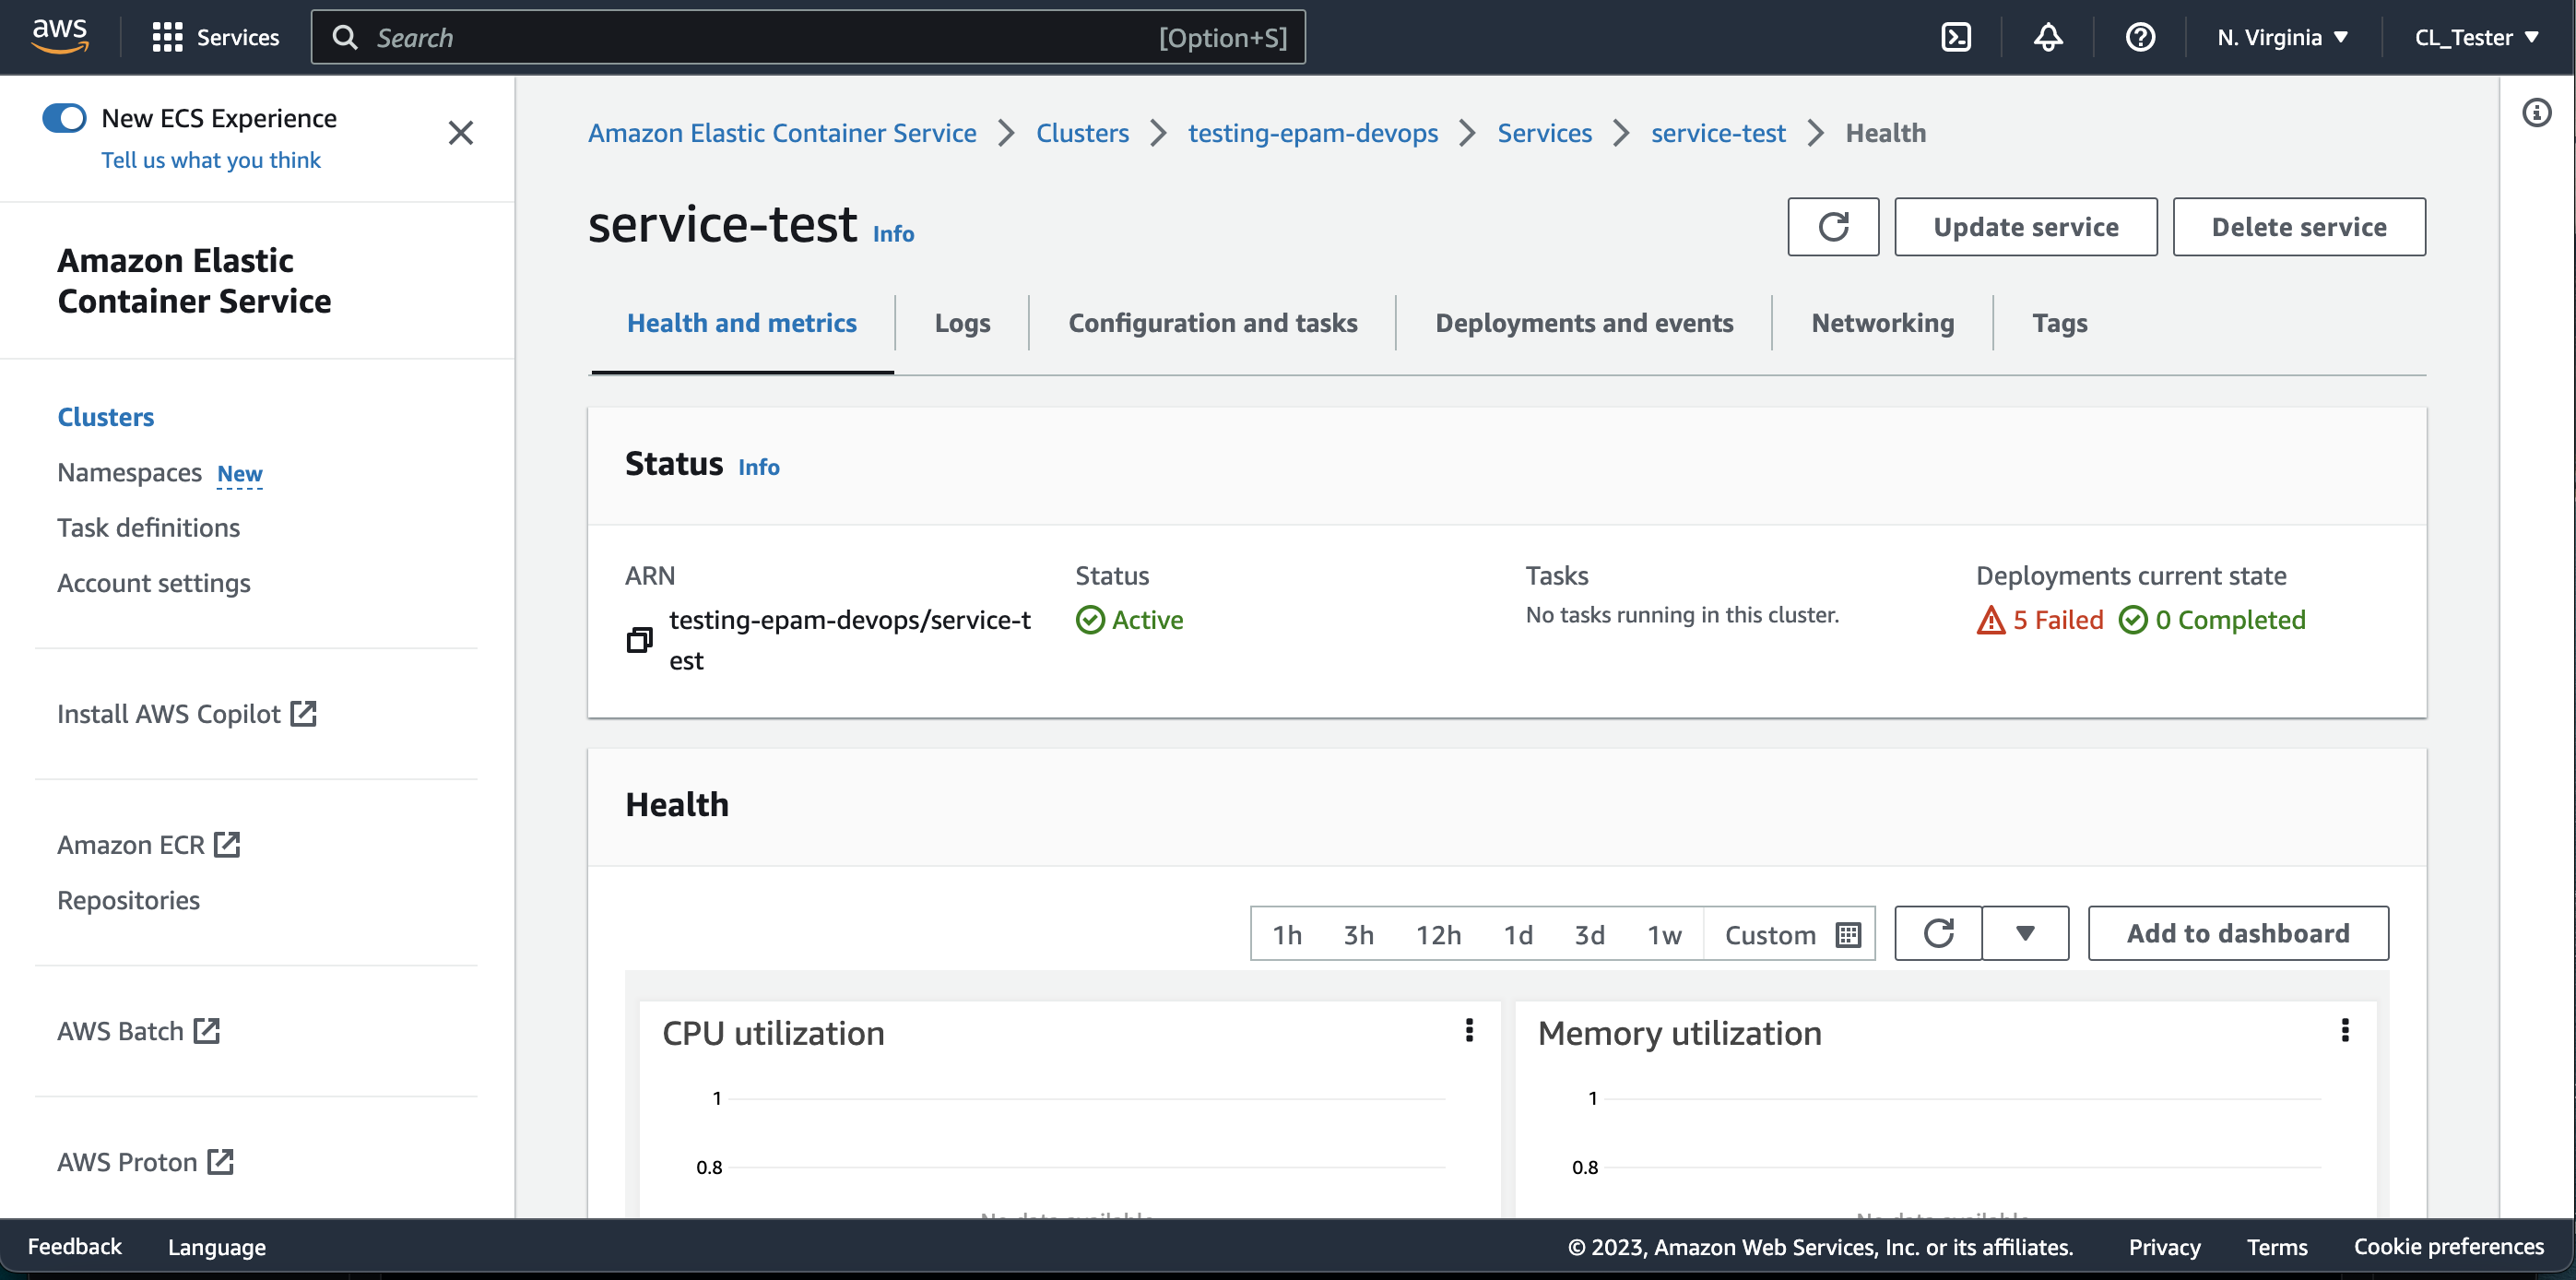 aws
Services
Search
[Option+S]
N. Virginia
CL_Tester
New ECS Experience
Tell us what you think
Amazon Elastic
Container Service
Clusters
Namespaces New
Task definitions
Account settings
Install AWS Copilot
Amazon ECR
Repositories
AWS Batch
AWS Proton
Amazon Elastic Container Service
Clusters
testing-epam-devops
Services
service-test
Health
service-test Info
Update service
Delete service
Health and metrics
Logs
Configuration and tasks
Deployments and events
Networking
Tags
Status Info
ARN
testing-epam-devops/service-t
est
Status
Active
Tasks
No tasks running in this cluster.
Deployments current state
5 Failed 0 Completed
Health
1h 3h 12h 1d 3d 1w Custom
Add to dashboard
CPU utilization
1
0.8
Memory utilization
1
0.8
Feedback
Language
© 2023, Amazon Web Services, Inc. or its affiliates.
Privacy
Terms
Cookie preferences